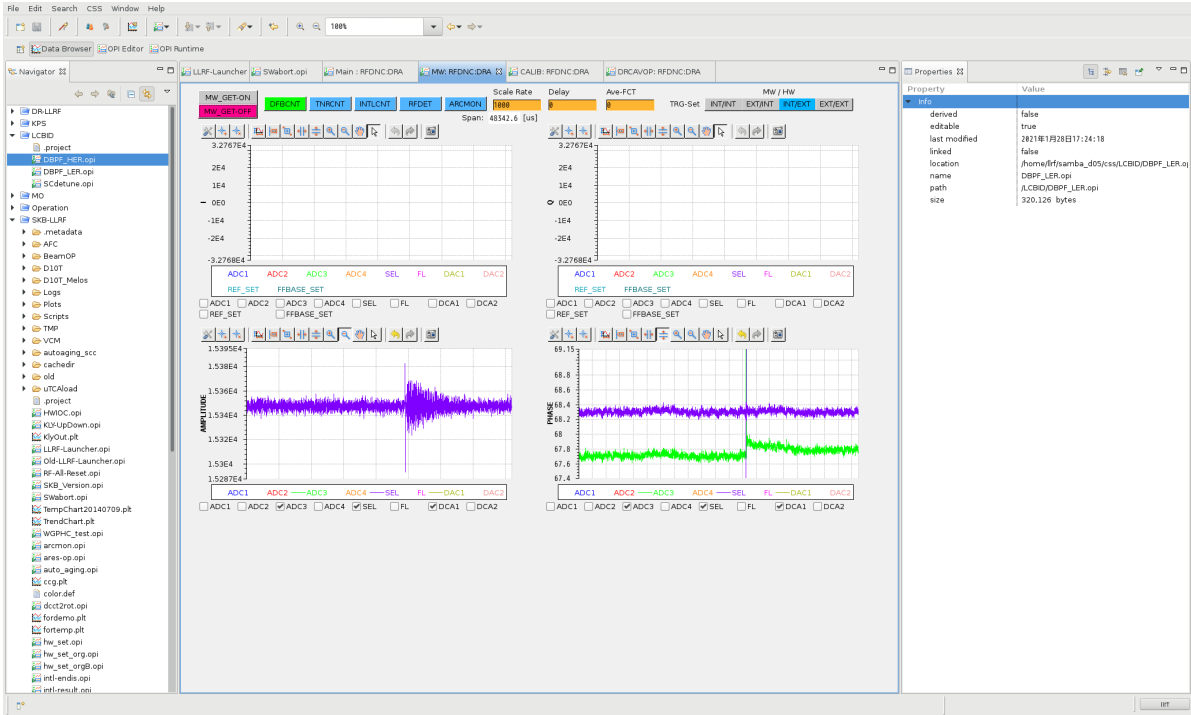 File Edit Search CSS Window Help
100%
Data Browser OPI Editor OPI Runtime
Navigator
DR-LLRF
KPS
LCBID
.project
DBPF_HER.opi
DBPF_LER.opi
SCdetune.opi
MO
Operation
SKB-LLRF
.metadata
AFC
BeamOP
D10T
D10T_Melos
Logs
Plots
Scripts
TMP
VCM
autoaging_scc
cachedir
old
uTCAload
.project
HWIOC.opi
KLY-UpDown.opi
KlyOut.plt
LLRF-Launcher.opi
Old-LLRF-Launcher.opi
RF-All-Reset.opi
SKB_Version.opi
SWabort.opi
TempChart20140709.plt
TrendChart.plt
WGPHC_test.opi
arcmon.opi
ares-op.opi
auto_aging.opi
ccg.plt
color.def
dcct2rot.opi
fordemo.plt
fortemp.plt
hw_set.opi
hw_set_org.opi
hw_set_orgB.opi
intl-endis.opi
intl-result.opi
LLRF-Launcher SWabort.opi Main : RFDNC:DRA MW: RFDNC:DRA CALIB: RFDNC:DRA DRCAVOP: RFDNC:DRA
MW_GET-ON
MW_GET-OFF
DFBCNT TNRCNT INTLCNT RFDET ARCMON
Scale Rate Delay Ave-FCT MW / HW
1000 0 0 TRG-Set INT/INT EXT/INT INT/EXT EXT/EXT
Span: 48342.6 [us]
3.2767E4
2E4
1E4
I 0E0
-1E4
-2E4
-3.2768E4
ADC1 ADC2 ADC3 ADC4 SEL FL DAC1 DAC2
REF_SET FFBASE_SET
ADC1 ADC2 ADC3 ADC4 SEL FL DCA1 DCA2
REF_SET FFBASE_SET
3.2767E4
2E4
1E4
Q 0E0
-1E4
-2E4
-3.2768E4
ADC1 ADC2 ADC3 ADC4 SEL FL DAC1 DAC2
REF_SET FFBASE_SET
ADC1 ADC2 ADC3 ADC4 SEL FL DCA1 DCA2
REF_SET FFBASE_SET
1.5395E4
1.538E4
1.536E4
AMPLITUDE
1.534E4
1.532E4
1.53E4
1.5287E4
ADC1 ADC2 ADC3 ADC4 SEL FL DAC1 DAC2
ADC1 ADC2 ADC3 ADC4 SEL FL DCA1 DCA2
69.15
68.8
68.6
68.4
PHASE
68.2
68
67.8
67.6
67.4
ADC1 ADC2 ADC3 ADC4 SEL FL DAC1 DAC2
ADC1 ADC2 ADC3 ADC4 SEL FL DCA1 DCA2
Properties
Property Value
Info
derived false
editable true
last modified 2021年1月28日17:24:18
linked false
location /home/llrf/samba_d05/css/LCBID/DBPF_LER.op
name DBPF_LER.opi
path /LCBID/DBPF_LER.opi
size 320,126 bytes
llrf